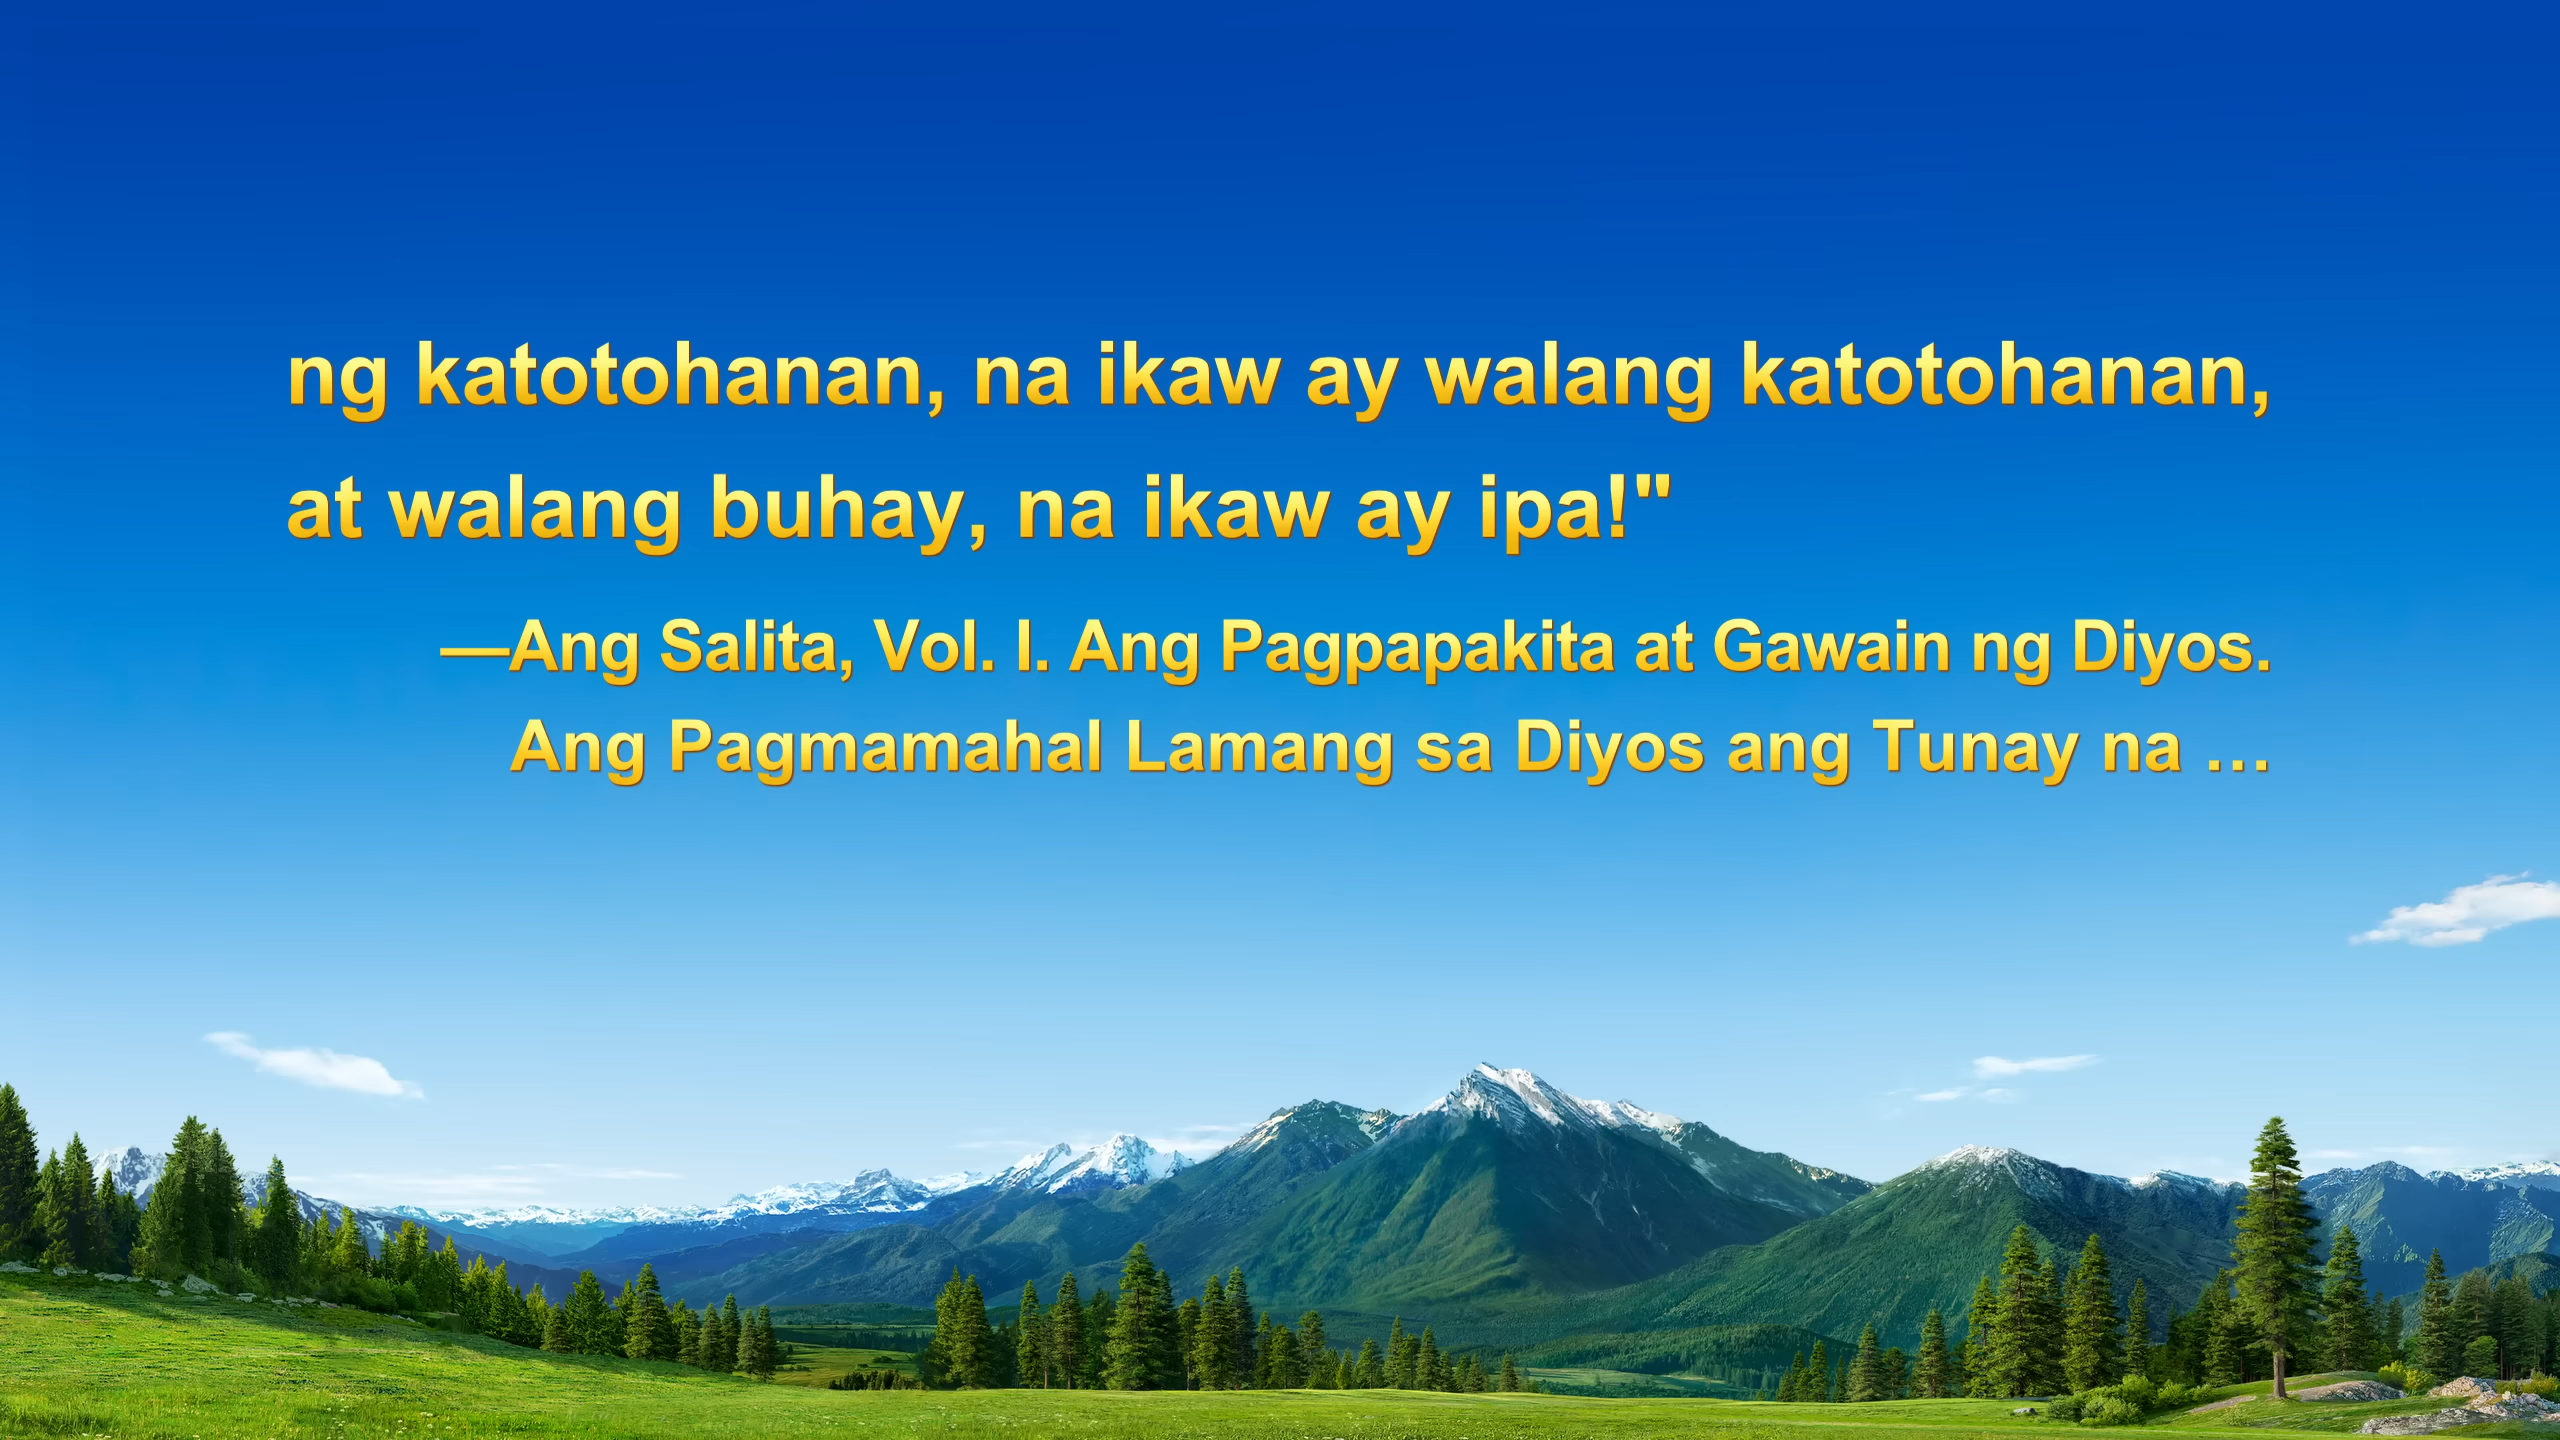 ng katotohanan, na ikaw ay walang katotohanan,
at walang buhay, na ikaw ay ipa!"
—Ang Salita, Vol. I. Ang Pagpapakita at Gawain ng Diyos.
Ang Pagmamahal Lamang sa Diyos ang Tunay na …